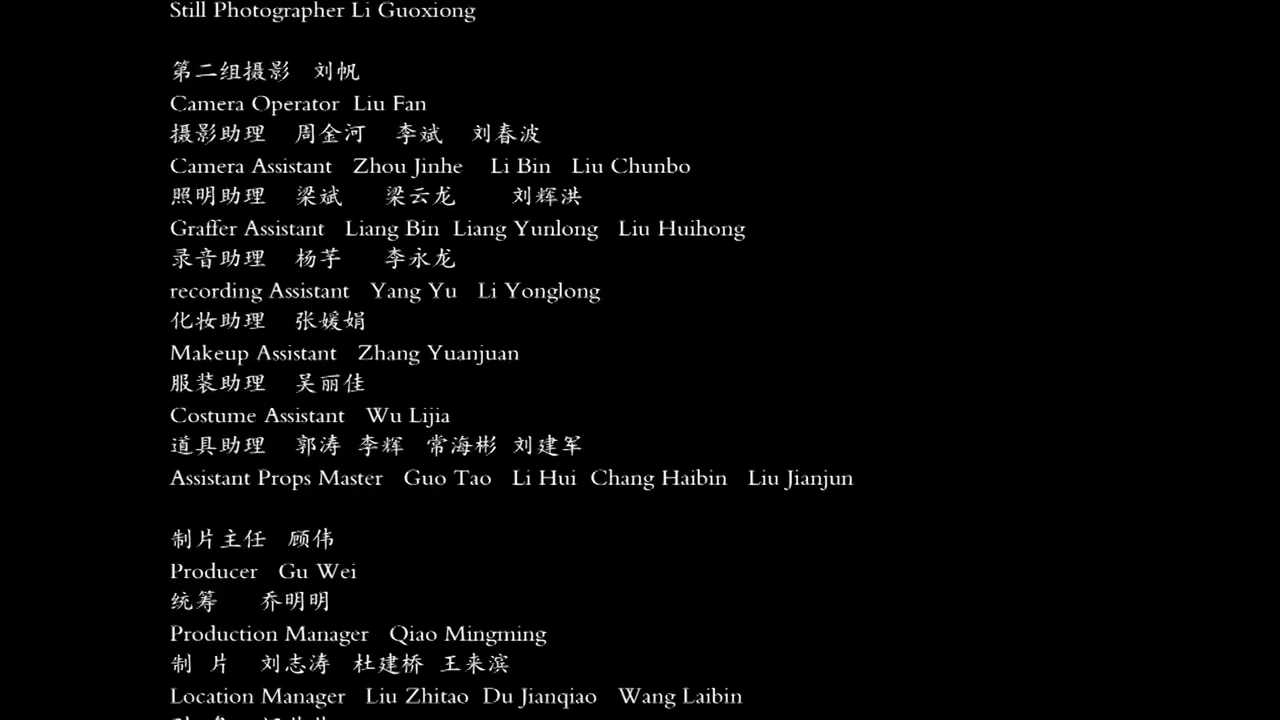 Still Photographer Li Guoxiong
第二组摄影 刘帆
Camera Operator Liu Fan
摄影助理 周金河 李斌 刘春波
Camera Assistant Zhou Jinhe Li Bin Liu Chunbo
照明助理 梁斌 梁云龙 刘辉洪
Graffer Assistant Liang Bin Liang Yunlong Liu Huihong
录音助理 杨芋 李永龙
recording Assistant Yang Yu Li Yonglong
化妆助理 张媛娟
Makeup Assistant Zhang Yuanjuan
服装助理 吴丽佳
Costume Assistant Wu Lijia
道具助理 郭涛 李辉 常海彬 刘建军
Assistant Props Master Guo Tao Li Hui Chang Haibin Liu Jianjun
制片主任 顾伟
Producer Gu Wei
统筹 乔明明
Production Manager Qiao Mingming
制 片 刘志涛 杜建桥 王来滨
Location Manager Liu Zhitao Du Jianqiao Wang Laibin